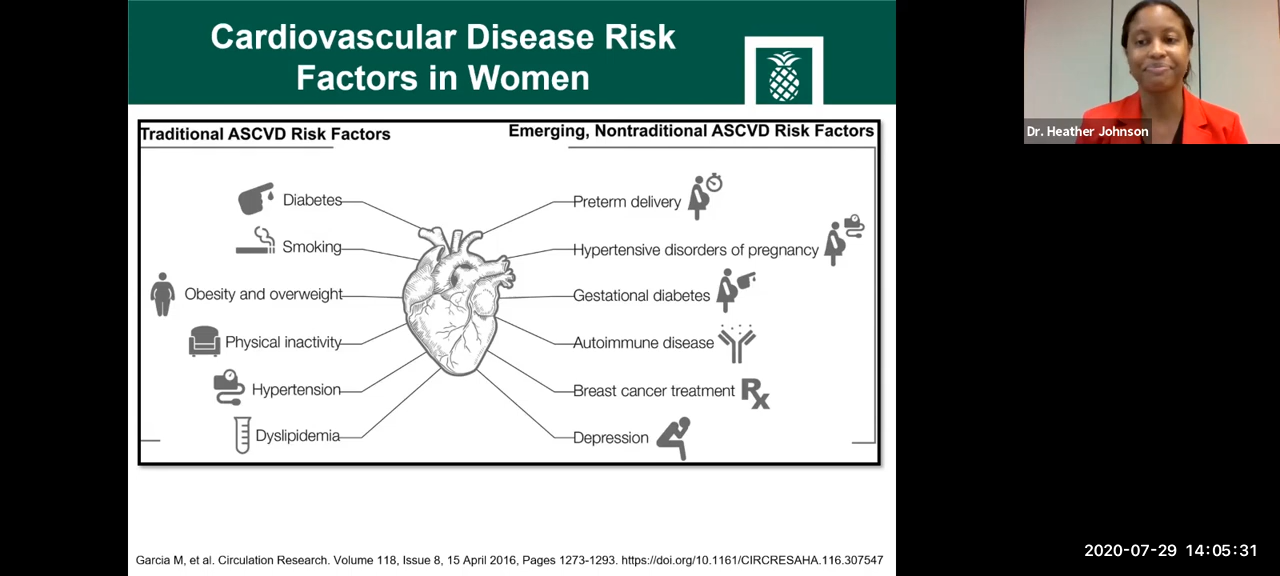 Cardiovascular Disease Risk
Factors in Women
Dr. Heather Johnson
Traditional ASCVD Risk Factors
Emerging, Nontraditional ASCVD Risk Factors
Diabetes
Smoking
Obesity and overweight
Physical inactivity
Hypertension
Dyslipidemia
Preterm delivery
Hypertensive disorders of pregnancy
Gestational diabetes
Autoimmune disease
Breast cancer treatment Rx
Depression
Garcia M, et al. Circulation Research. Volume 118, Issue 8, 15 April 2016, Pages 1273-1293. https://doi.org/10.1161/CIRCRESAHA.116.307547
2020-07-29 14:05:31